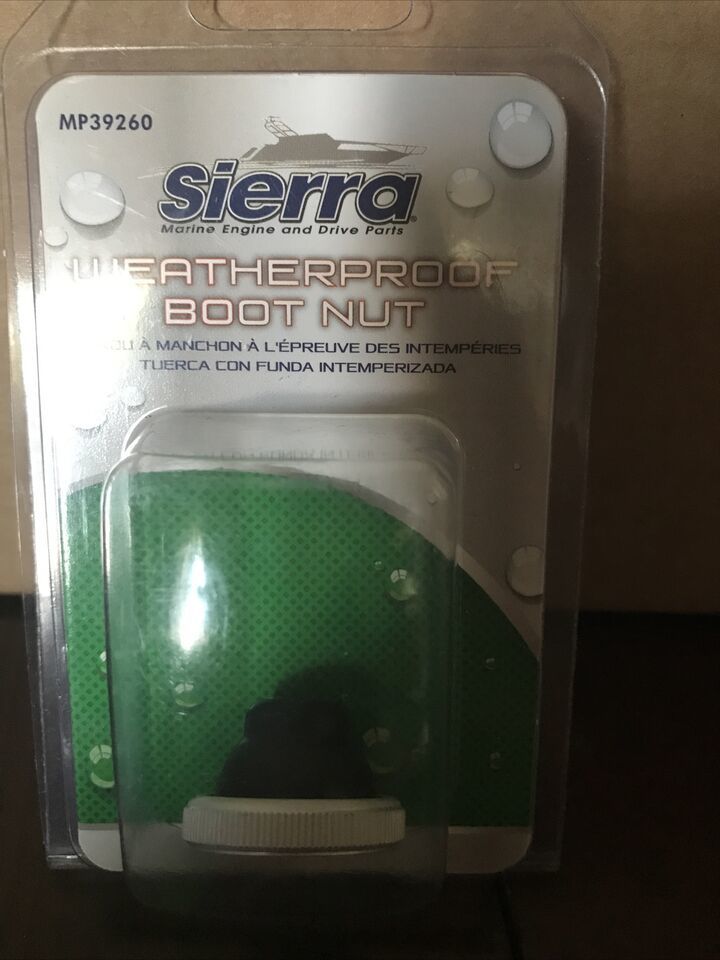 MP39260
Sierra
Marine Engine and Drive Parts
WEATHERPROOF
BOOT NUT
À MANCHON À L'ÉPREUVE DES INTEMPÉRIES
TUERCA CON FUNDA INTEMPERIZADA